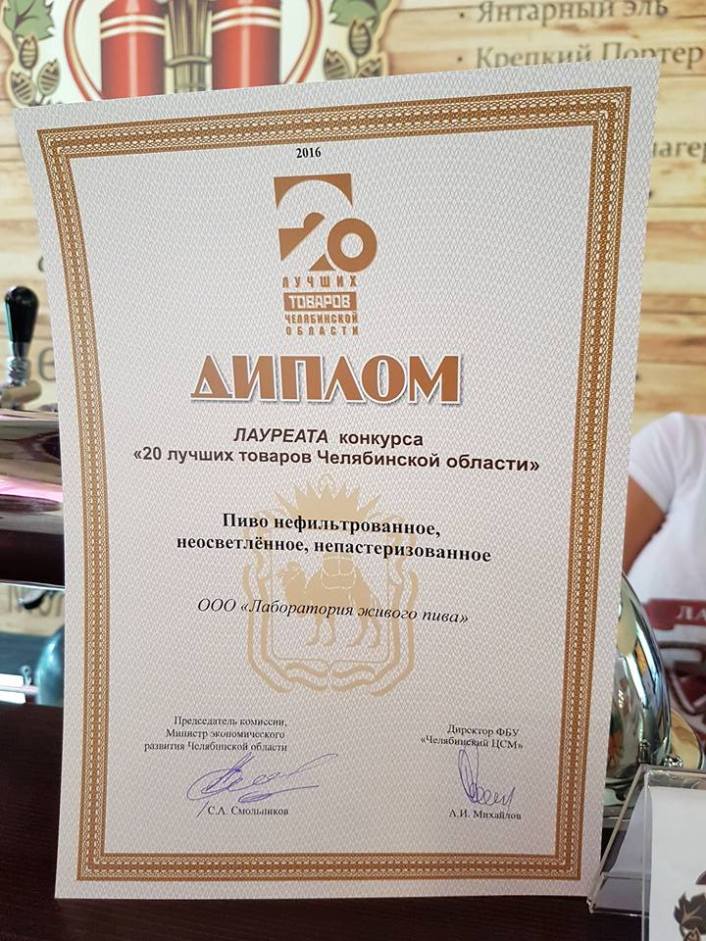 Янтарный эль
Крепкий Портер
2016
20
ЛУЧШИХ
ТОВАРОВ
ЧЕЛЯБИНСКОЙ
ОБЛАСТИ
ДИПЛОМ
ЛАУРЕАТА конкурса
«20 лучших товаров Челябинской области»
Пиво нефильтрованное,
неосветлённое, непастеризованное
ООО «Лаборатория живого пива»
Председатель комиссии,
Министр экономического
развития Челябинской области
С.А. Смольников
Директор ФБУ
«Челябинский ЦСМ»
А.И. Михайлов